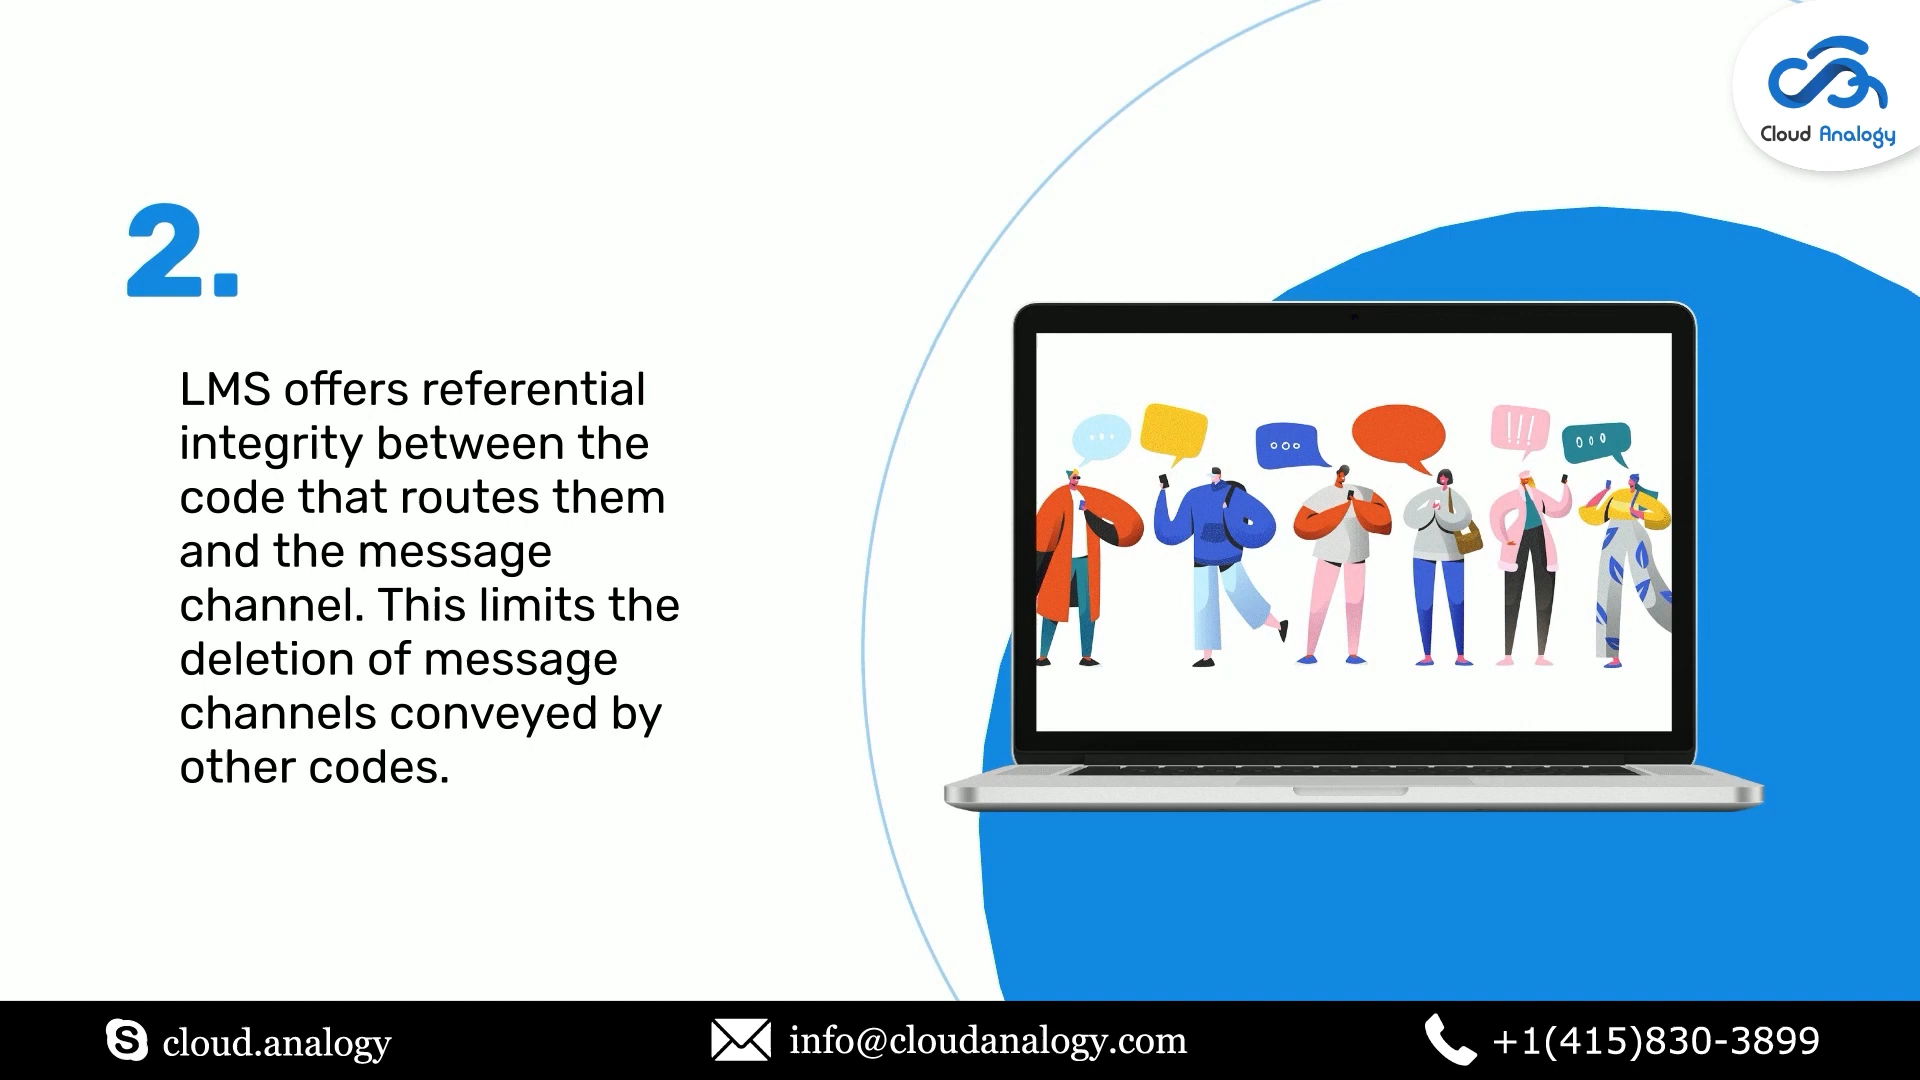 Cloud Analogy
2.
LMS offers referential
integrity between the
code that routes them
and the message
channel. This limits the
deletion of message
channels conveyed by
other codes.
cloud.analogy
info@cloudanalogy.com
+1(415)830-3899